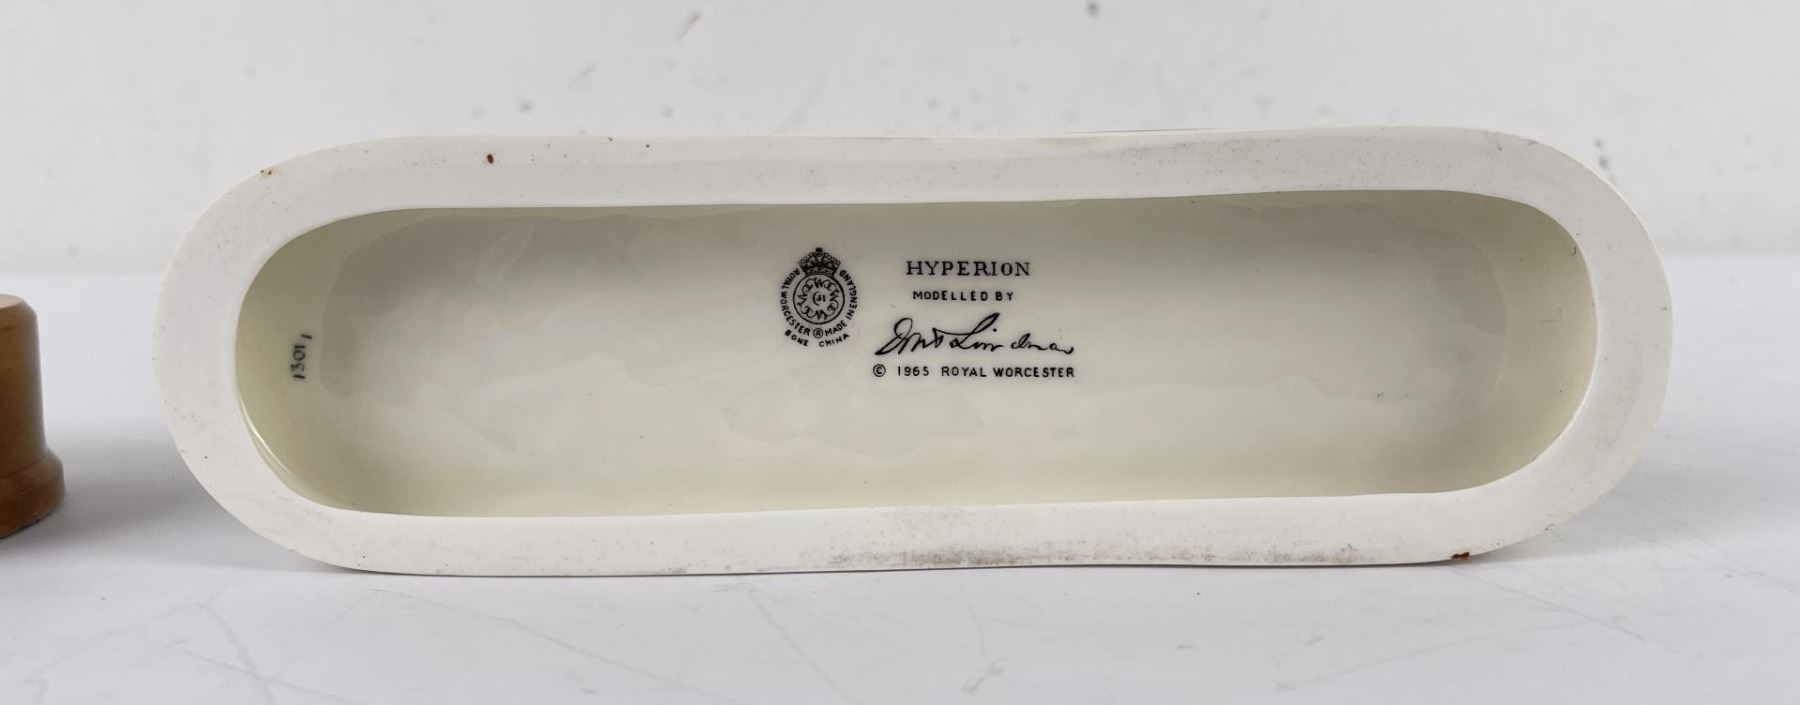 HYPERION
MODELLED BY
© 1965 ROYAL WORCESTER
ROYAL WORCESTER ® MADE IN ENGLAND
BONE CHINA
1301